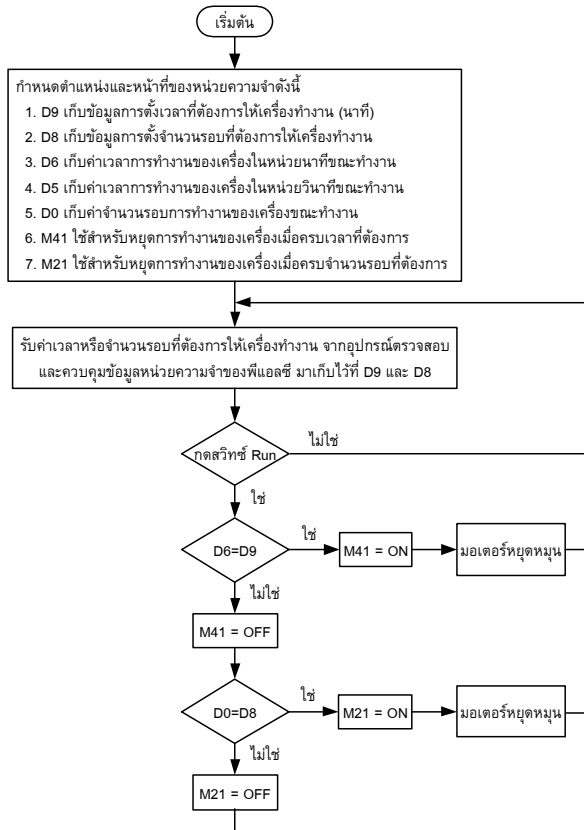 เริ่มต้น
กำหนดตำแหน่งและหน้าที่ของหน่วยความจำดังนี้
1. D9 เก็บข้อมูลการตั้งเวลาที่ต้องการให้เครื่องทำงาน (นาที)
2. D8 เก็บข้อมูลการตั้งจำนวนรอบที่ต้องการให้เครื่องทำงาน
3. D6 เก็บค่าเวลาการทำงานของเครื่องในหน่วยนาทีขณะทำงาน
4. D5 เก็บค่าเวลาการทำงานของเครื่องในหน่วยวินาทีขณะทำงาน
5. D0 เก็บค่าจำนวนรอบการทำงานของเครื่องขณะทำงาน
6. M41 ใช้สำหรับหยุดการทำงานของเครื่องเมื่อครบเวลาที่ต้องการ
7. M21 ใช้สำหรับหยุดการทำงานของเครื่องเมื่อครบจำนวนรอบที่ต้องการ
รับค่าเวลาหรือจำนวนรอบที่ต้องการให้เครื่องทำงาน จากอุปกรณ์ตรวจสอบ
และควบคุมข้อมูลหน่วยความจำของพีแอลซี มาเก็บไว้ที่ D9 และ D8
กดสวิทซ์ Run
ไม่ใช่
ใช่
D6=D9
ใช่
M41 = ON
มอเตอร์หยุดหมุน
ไม่ใช่
M41 = OFF
D0=D8
ใช่
M21 = ON
มอเตอร์หยุดหมุน
ไม่ใช่
M21 = OFF